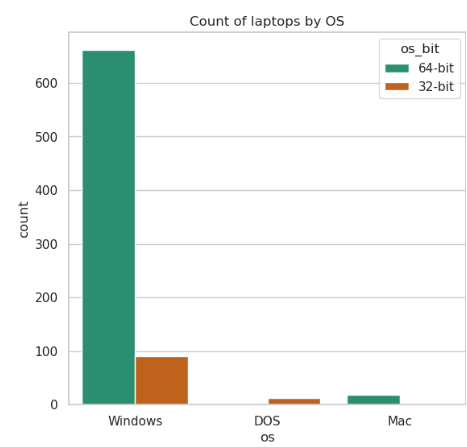 Count of laptops by OS
os_bit
64-bit
32-bit
count
600
500
400
300
200
100
0
Windows DOS Mac
os